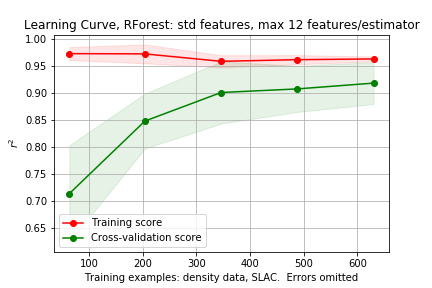 Learning Curve, RForest: std features, max 12 features/estimator
1.00
0.95
0.90
0.85
0.80
0.75
0.70
0.65
r²
Training score
Cross-validation score
100 200 300 400 500 600
Training examples: density data, SLAC. Errors omitted